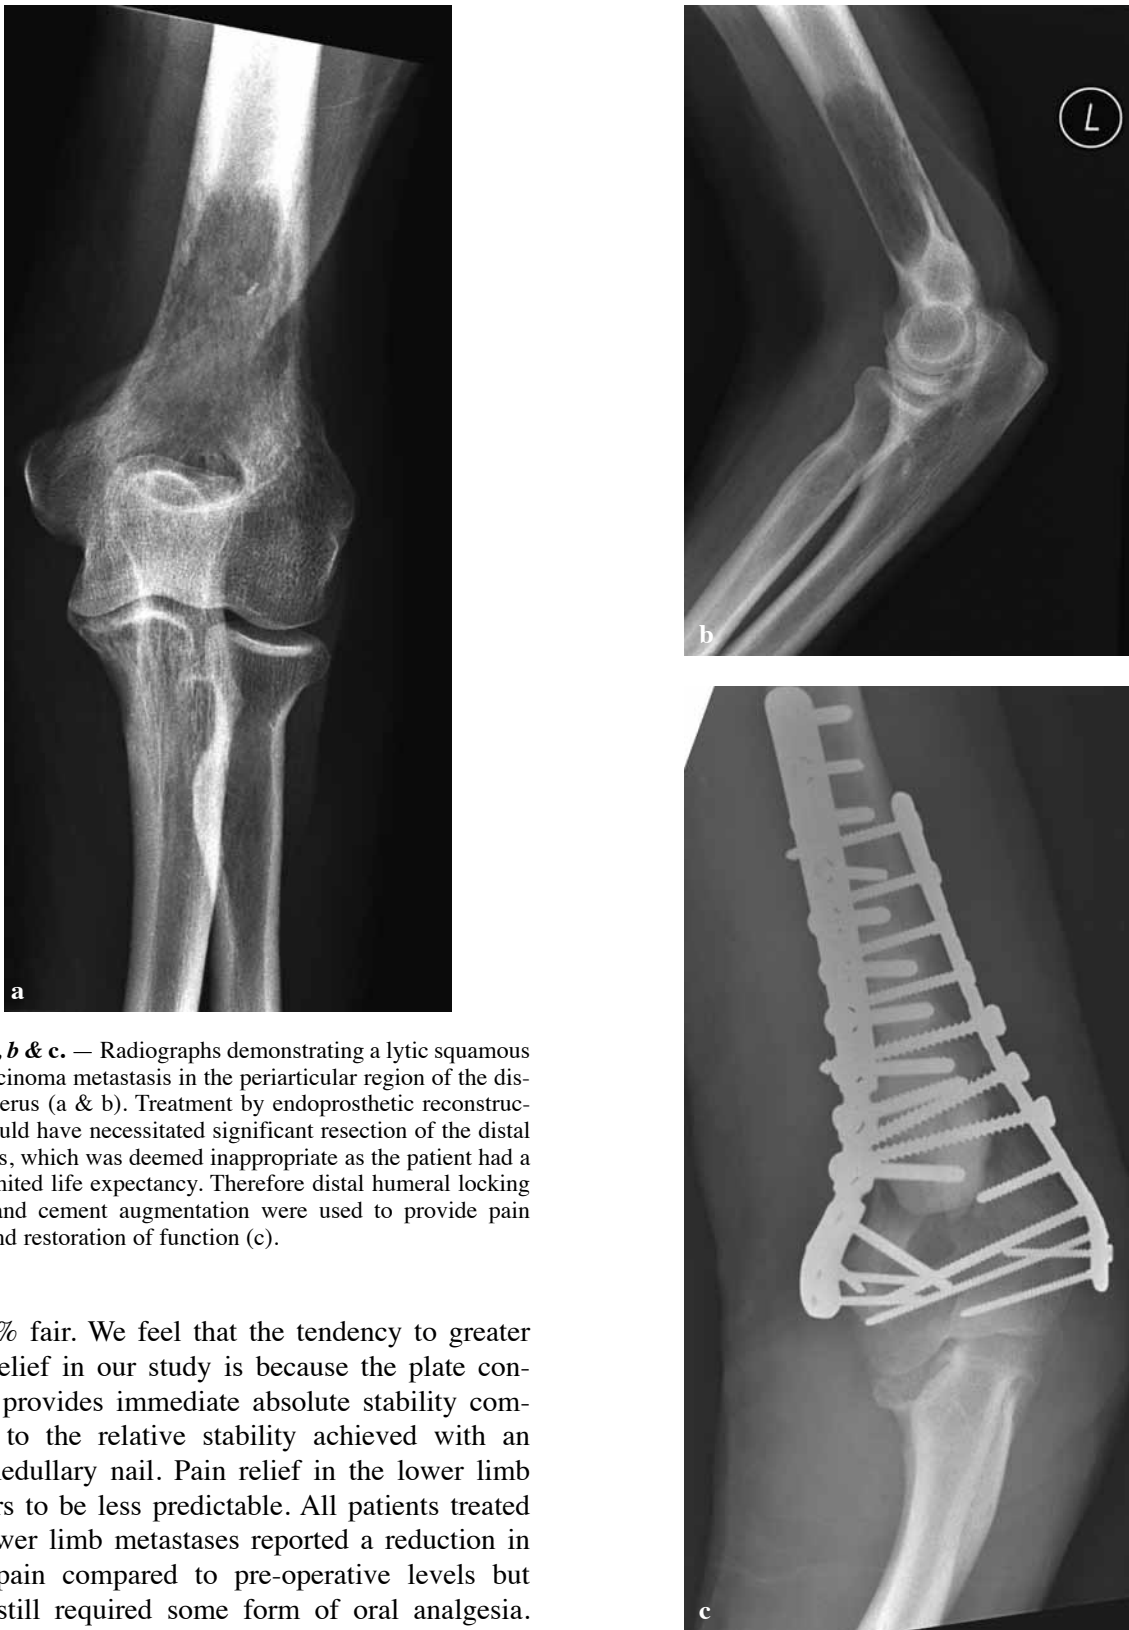 a
L
b
, b & c. — Radiographs demonstrating a lytic squamous
cinoma metastasis in the periarticular region of the dis-
erus (a & b). Treatment by endoprosthetic reconstruc-
uld have necessitated significant resection of the distal
s, which was deemed inappropriate as the patient had a
nited life expectancy. Therefore distal humeral locking
and cement augmentation were used to provide pain
nd restoration of function (c).
% fair. We feel that the tendency to greater
elief in our study is because the plate con-
provides immediate absolute stability com-
to the relative stability achieved with an
nedullary nail. Pain relief in the lower limb
rs to be less predictable. All patients treated
wer limb metastases reported a reduction in
pain compared to pre-operative levels but
still required some form of oral analgesia.
c